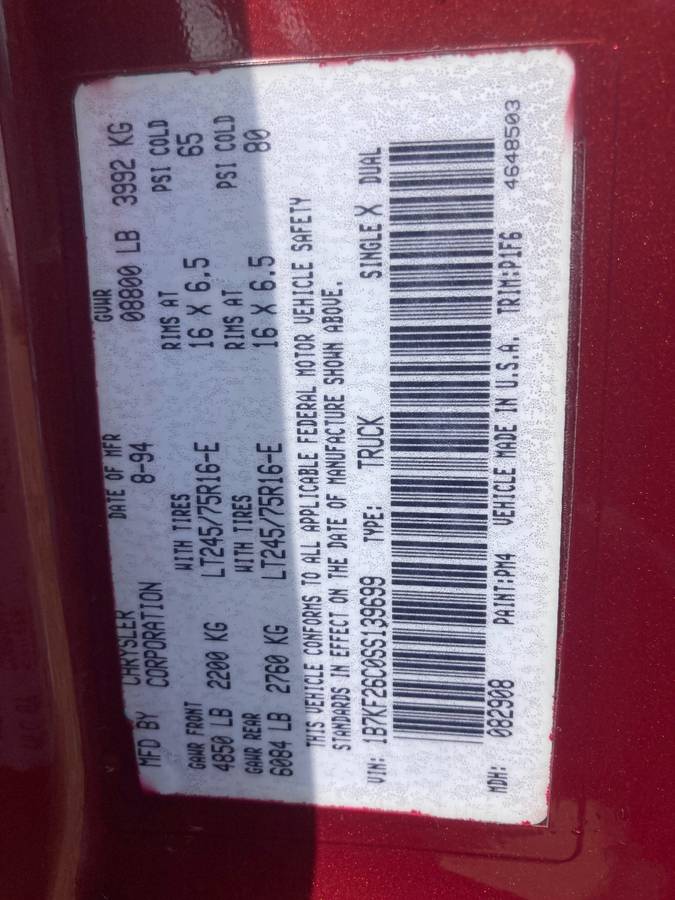 MFD BY CHRYSLER DATE OF MFR GVWR
CORPORATION 8-94 08800 LB 3992 KG
GAWR FRONT WITH TIRES RIMS AT PSI COLD
4850 LB 2200 KG LT245/75R16-E 16 X 6.5 65
GAWR REAR WITH TIRES RIMS AT PSI COLD
6084 LB 2760 KG LT245/75R16-E 16 X 6.5 80
THIS VEHICLE CONFORMS TO ALL APPLICABLE FEDERAL MOTOR VEHICLE SAFETY
STANDARDS IN EFFECT ON THE DATE OF MANUFACTURE SHOWN ABOVE.
VIN: 1B7KF26C0SS139699 TYPE: TRUCK SINGLE X DUAL
MDH: 082908 PAINT:PM4 VEHICLE MADE IN U.S.A. TRIM:P1F6 4648503